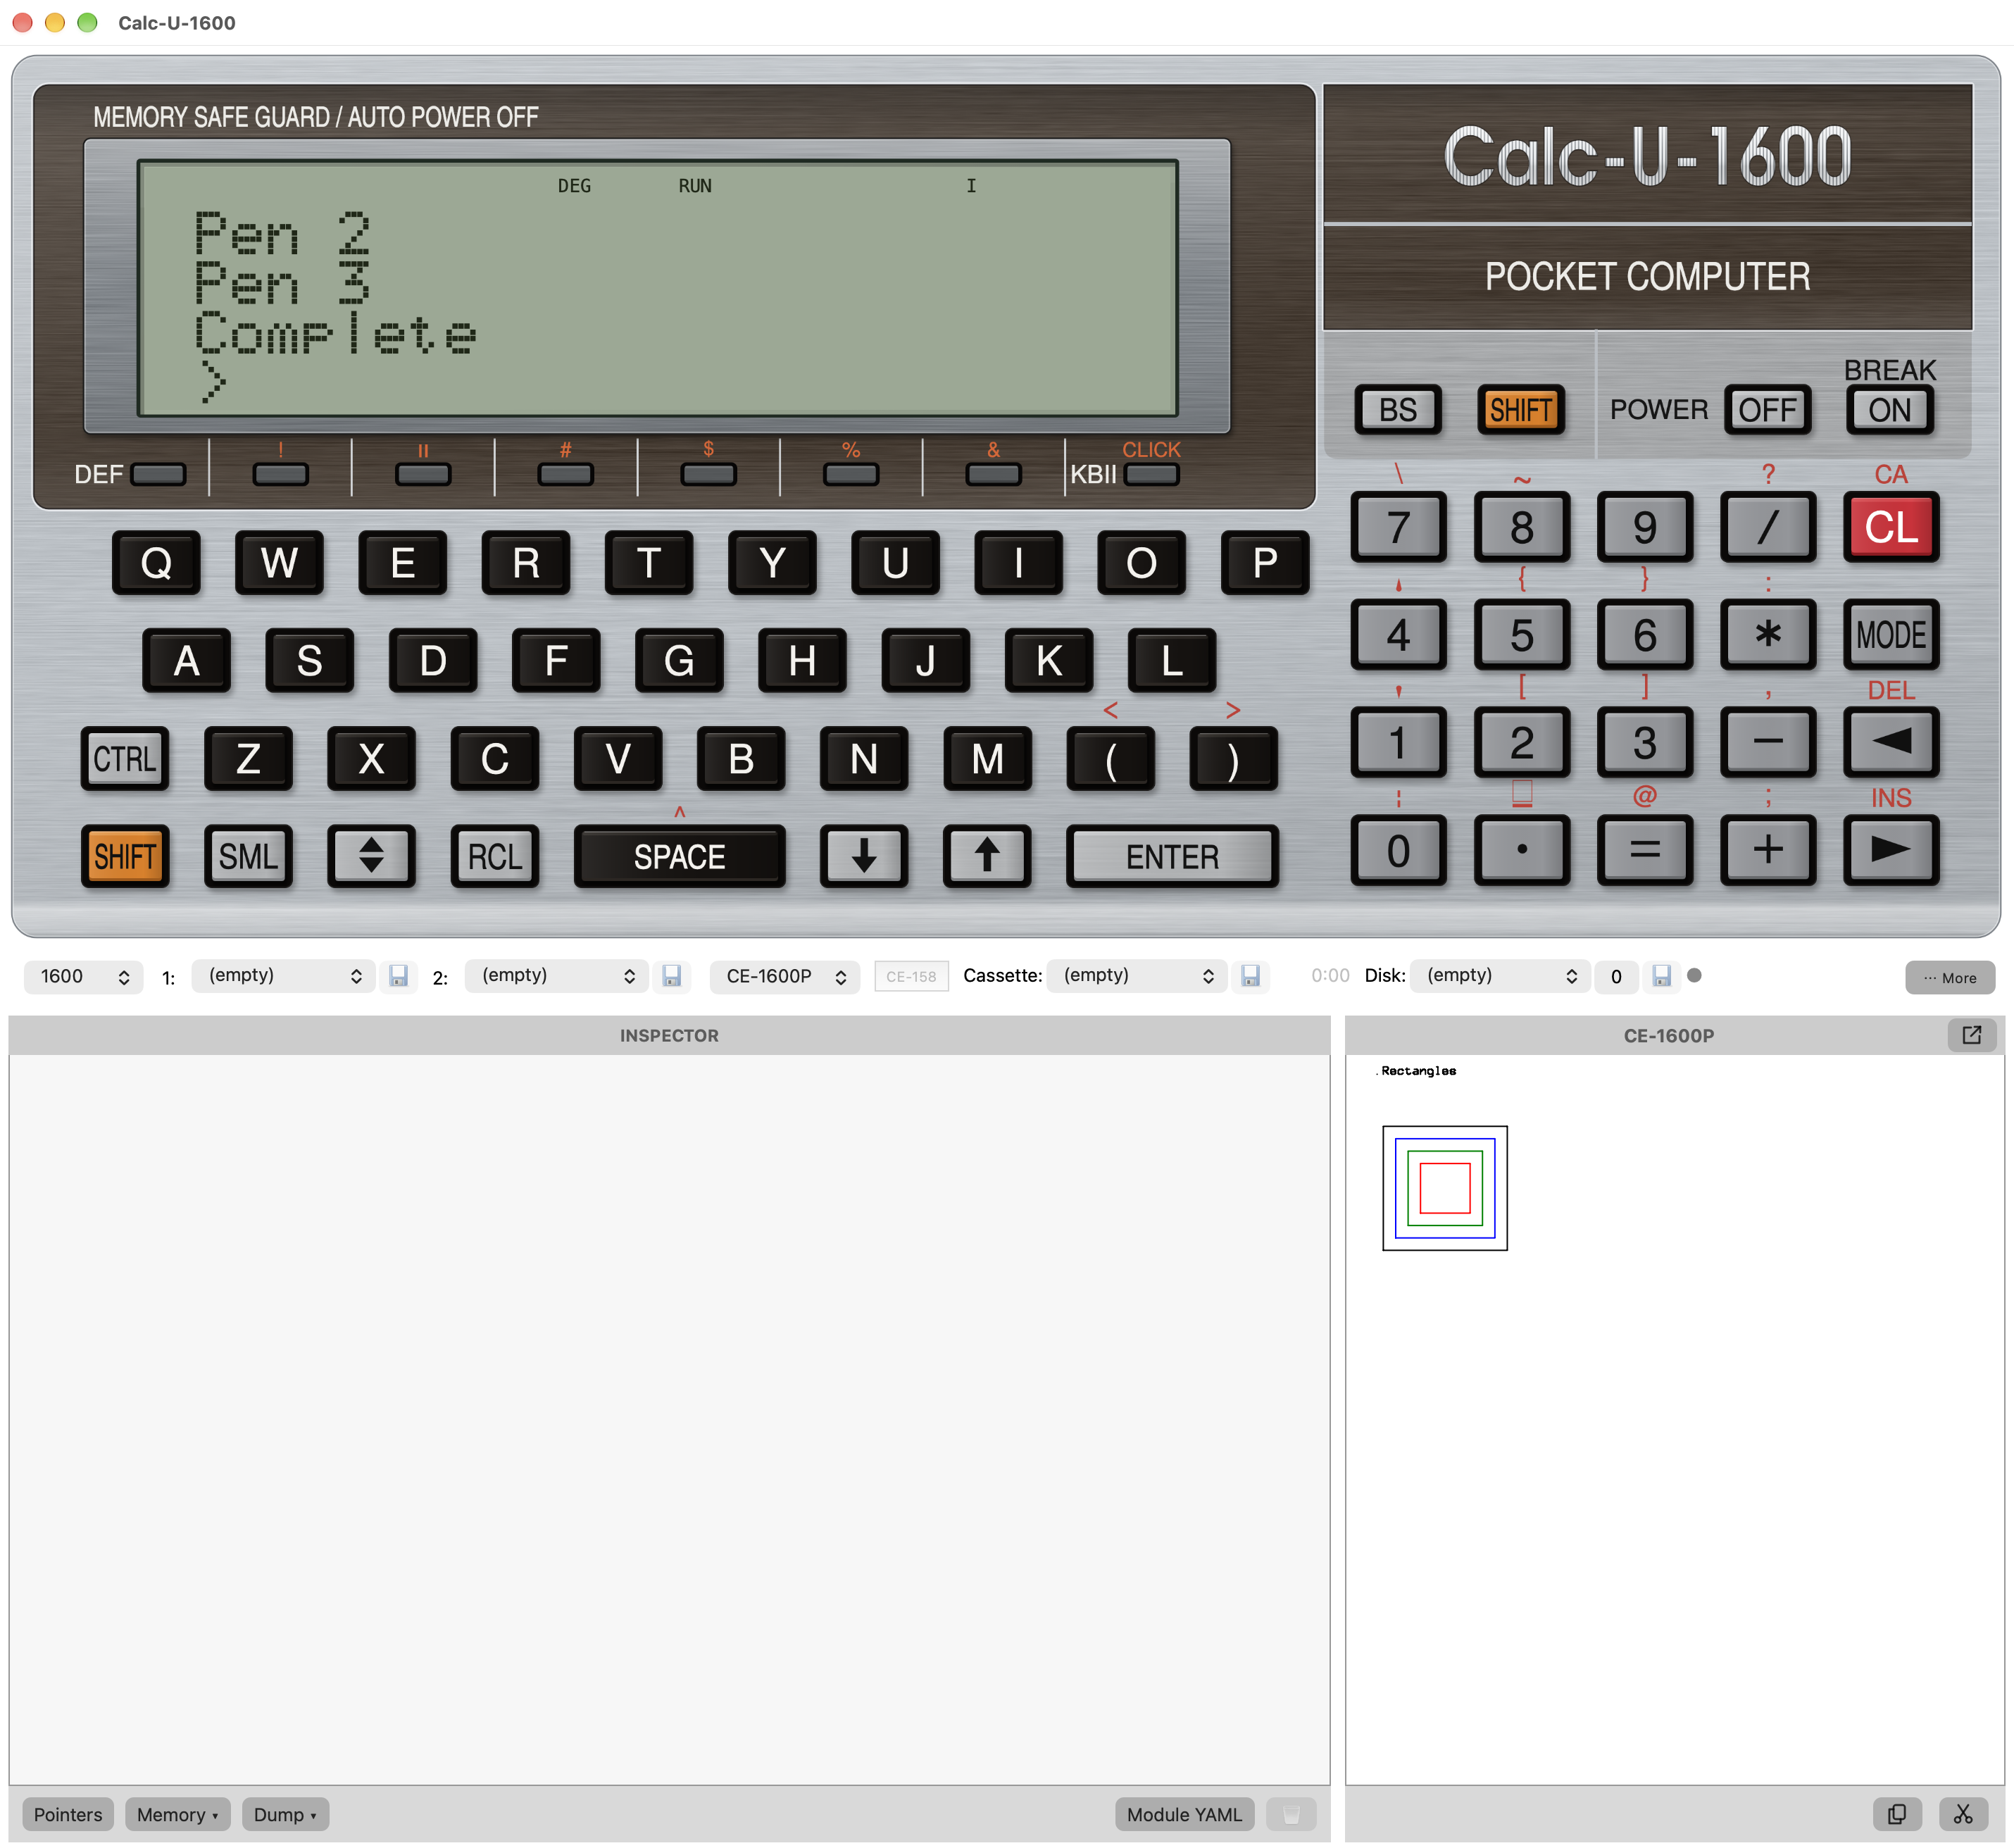 Calc-U-1600
MEMORY SAFE GUARD / AUTO POWER OFF
Calc-U-1600
POCKET COMPUTER
DEG RUN I
Pen 2
Pen 3
Complete
>
BREAK
BS SHIFT POWER OFF ON
! " # $ % & CLICK
DEF KBII
\ ~ ? CA
7 8 9 / CL
Q W E R T Y U I O P
{ } :
4 5 6 * MODE
A S D F G H J K L
[ ] , DEL
1 2 3 − ◀
< >
CTRL Z X C V B N M ( )
¦ @ ; INS
0 • = + ▶
^
SHIFT SML RCL SPACE ↓ ↑ ENTER
1600 1: (empty) 2: (empty) CE-1600P CE-158 Cassette: (empty) 0:00 Disk: (empty) 0 ··· More
INSPECTOR
CE-1600P
. Rectangles
Pointers Memory ▾ Dump ▾ Module YAML